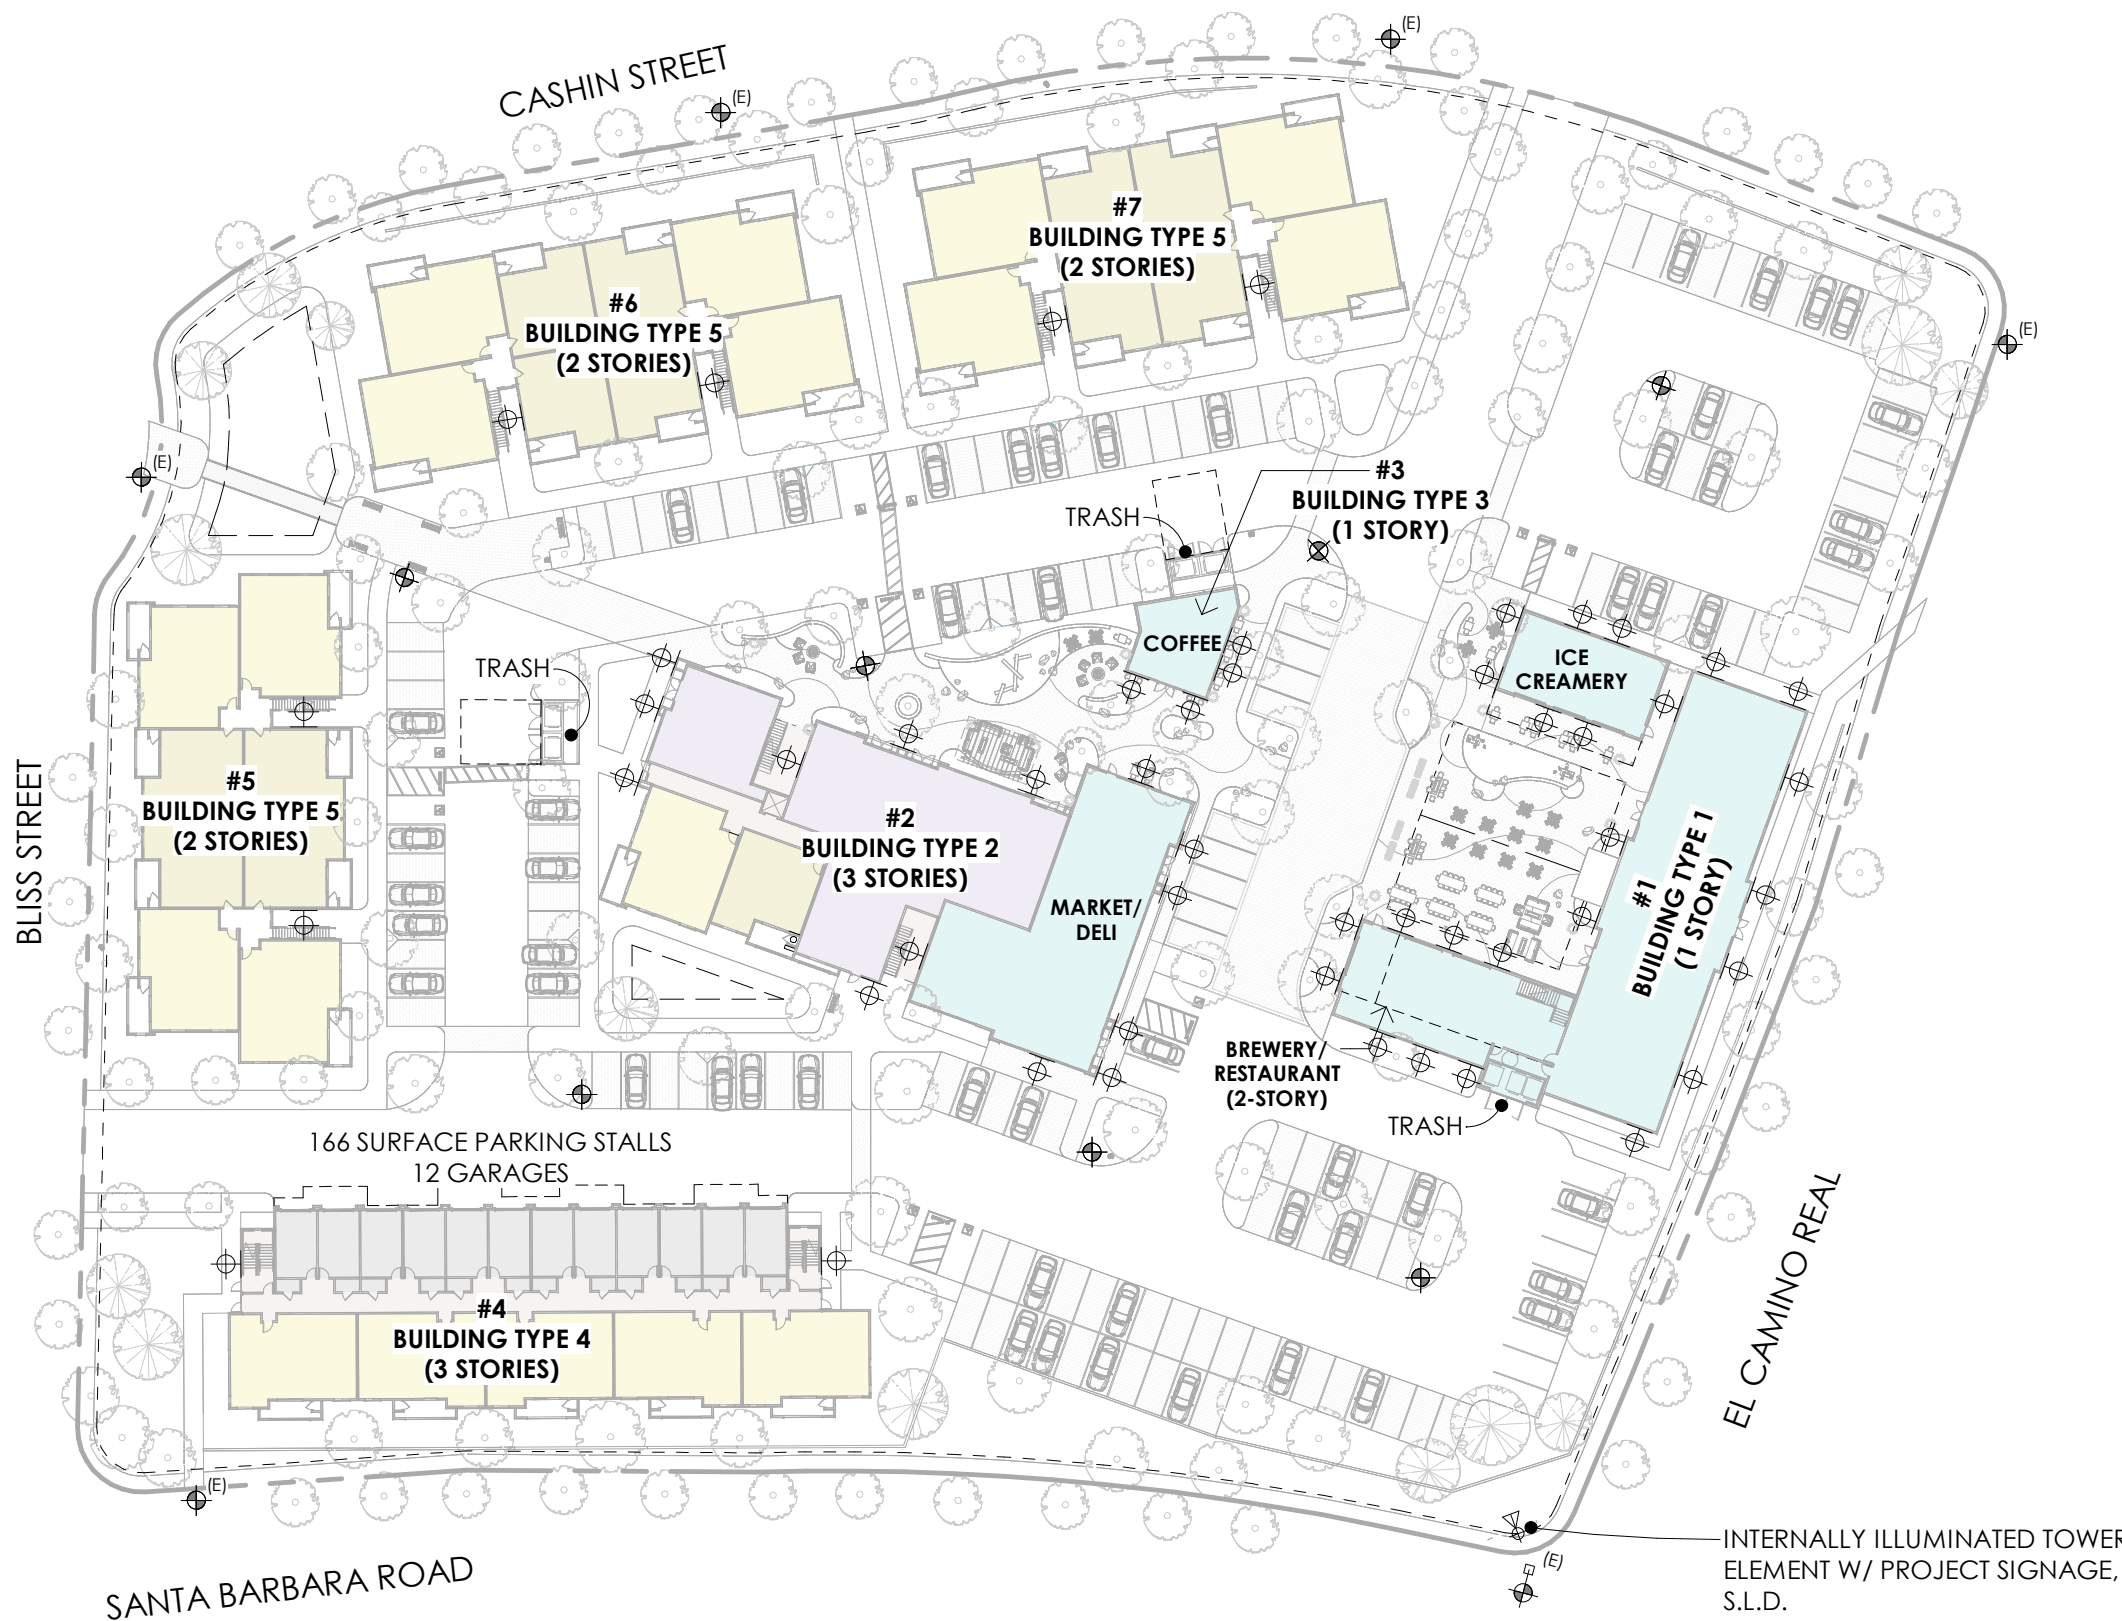 CASHIN STREET
(E)
(E)
(E)
(E)
#7
BUILDING TYPE 5
(2 STORIES)
#6
BUILDING TYPE 5
(2 STORIES)
#3
BUILDING TYPE 3
(1 STORY)
TRASH
COFFEE
ICE
CREAMERY
TRASH
BLISS STREET
#5
BUILDING TYPE 5
(2 STORIES)
#2
BUILDING TYPE 2
(3 STORIES)
MARKET/
DELI
#1
BUILDING TYPE 1
(1 STORY)
BREWERY/
RESTAURANT
(2-STORY)
TRASH
166 SURFACE PARKING STALLS
12 GARAGES
#4
BUILDING TYPE 4
(3 STORIES)
EL CAMINO REAL
(E)
(E)
INTERNALLY ILLUMINATED TOWER
ELEMENT W/ PROJECT SIGNAGE,
S.L.D.
SANTA BARBARA ROAD